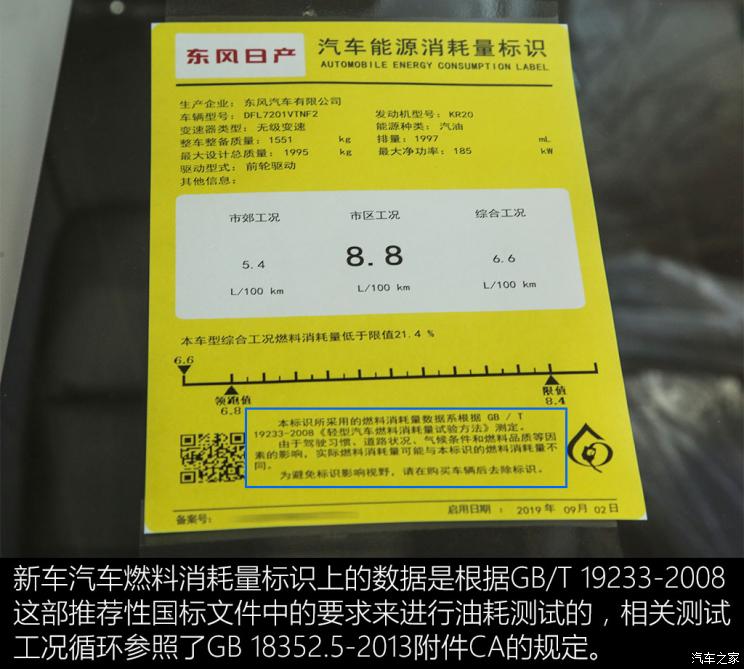 东风日产
汽车能源消耗量标识
AUTOMOBILE ENERGY CONSUMPTION LABEL
生产企业：东风汽车有限公司
车辆型号：DFL7201VTNF2 发动机型号：KR20
变速器类型：无级变速 能源种类：汽油
整车整备质量：1551 kg 排量：1997 mL
最大设计总质量：1995 kg 最大净功率：185 kW
驱动型式：前轮驱动
其他信息：
市郊工况 市区工况 综合工况
5.4 8.8 6.6
L/100 km L/100 km L/100 km
本车型综合工况燃料消耗量低于限值21.4 %
6.6
领跑值 限值
6.8 8.4
本标识所采用的燃料消耗量数据系根据 GB / T
19233-2008《轻型汽车燃料消耗量试验方法》测定。
由于驾驶习惯、道路状况、气候条件和燃料品质等因
素的影响，实际燃料消耗量可能与本标识的燃料消耗量不
同。
为避免标识影响视野，请在购买车辆后去除标识。
备案号： 启用日期： 2019 年 09月 02日
新车汽车燃料消耗量标识上的数据是根据GB/T 19233-2008
这部推荐性国标文件中的要求来进行油耗测试的，相关测试
工况循环参照了GB 18352.5-2013附件CA的规定。
汽车之家